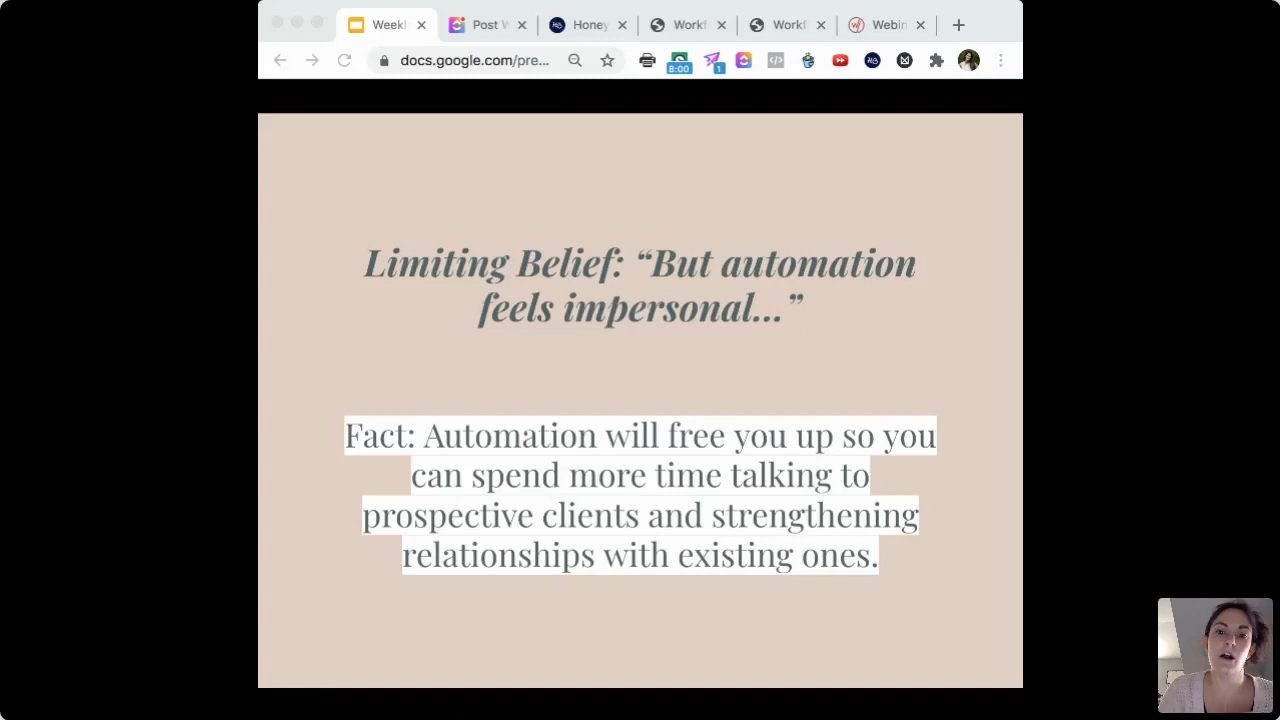 Weekl Post W Honey Workf Workf Webin
docs.google.com/pre...
8:00
1
Limiting Belief: “But automation
feels impersonal...”
Fact: Automation will free you up so you
can spend more time talking to
prospective clients and strengthening
relationships with existing ones.